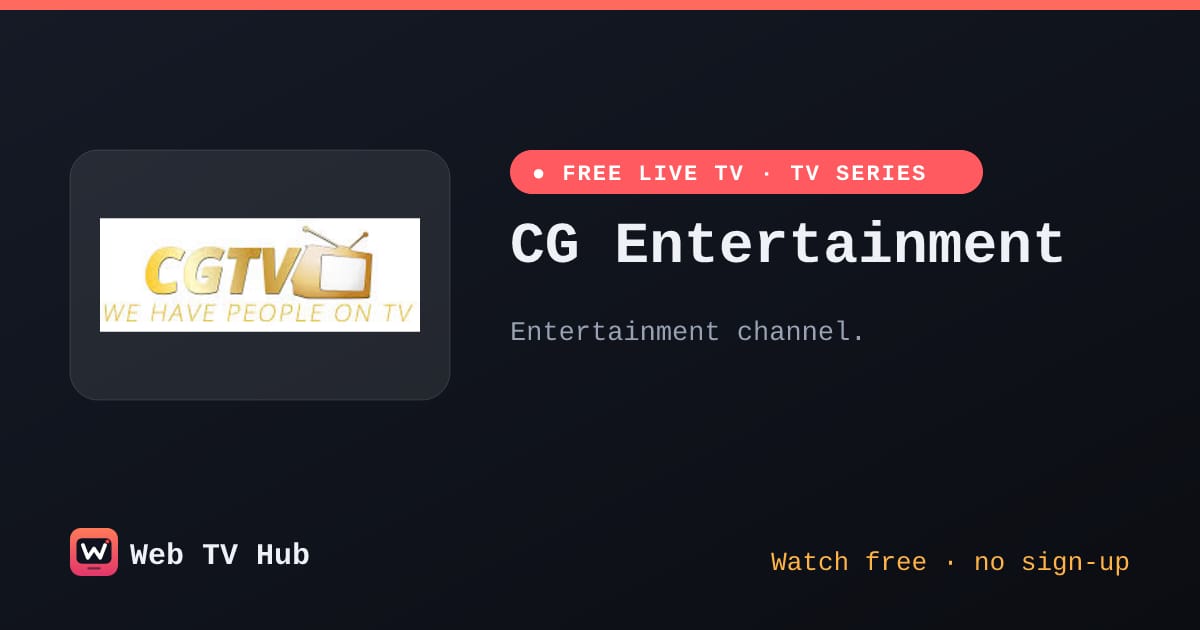 ● FREE LIVE TV · TV SERIES
CGTV
WE HAVE PEOPLE ON TV
CG Entertainment
Entertainment channel.
W
Web TV Hub
Watch free · no sign-up